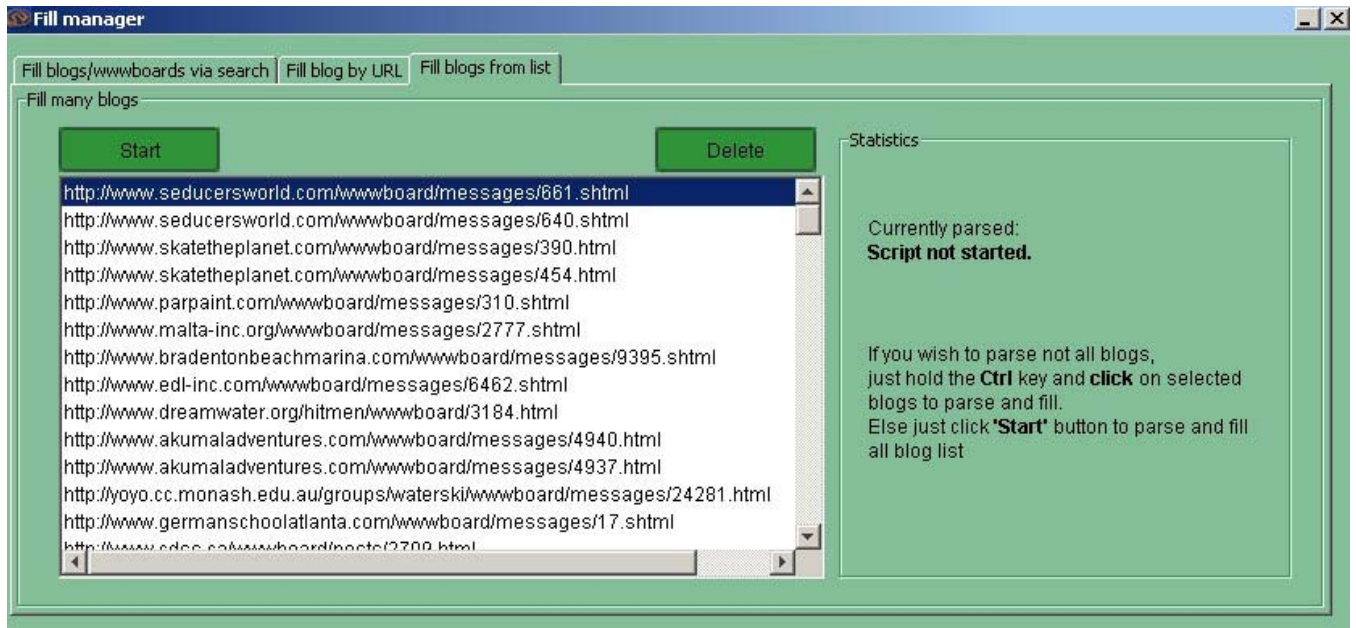 Fill manager
Fill blogs/wwwboards via search
Fill blog by URL
Fill blogs from list
Fill many blogs
Start
Delete
http://www.seducersworld.com/wwwboard/messages/661.shtml
http://www.seducersworld.com/wwwboard/messages/640.shtml
http://www.skatetheplanet.com/wwwboard/messages/390.html
http://www.skatetheplanet.com/wwwboard/messages/454.html
http://www.parpaint.com/wwwboard/messages/310.shtml
http://www.malta-inc.org/wwwboard/messages/2777.shtml
http://www.bradentonbeachmarina.com/wwwboard/messages/9395.shtml
http://www.edl-inc.com/wwwboard/messages/6462.shtml
http://www.dreamwater.org/hitmen/wwwboard/3184.html
http://www.akumaladventures.com/wwwboard/messages/4940.html
http://www.akumaladventures.com/wwwboard/messages/4937.html
http://yoyo.cc.monash.edu.au/groups/waterski/wwwboard/messages/24281.html
http://www.germanschoolatlanta.com/wwwboard/messages/17.shtml
Statistics
Currently parsed:
Script not started.
If you wish to parse not all blogs,
just hold the Ctrl key and click on selected
blogs to parse and fill.
Else just click 'Start' button to parse and fill
all blog list